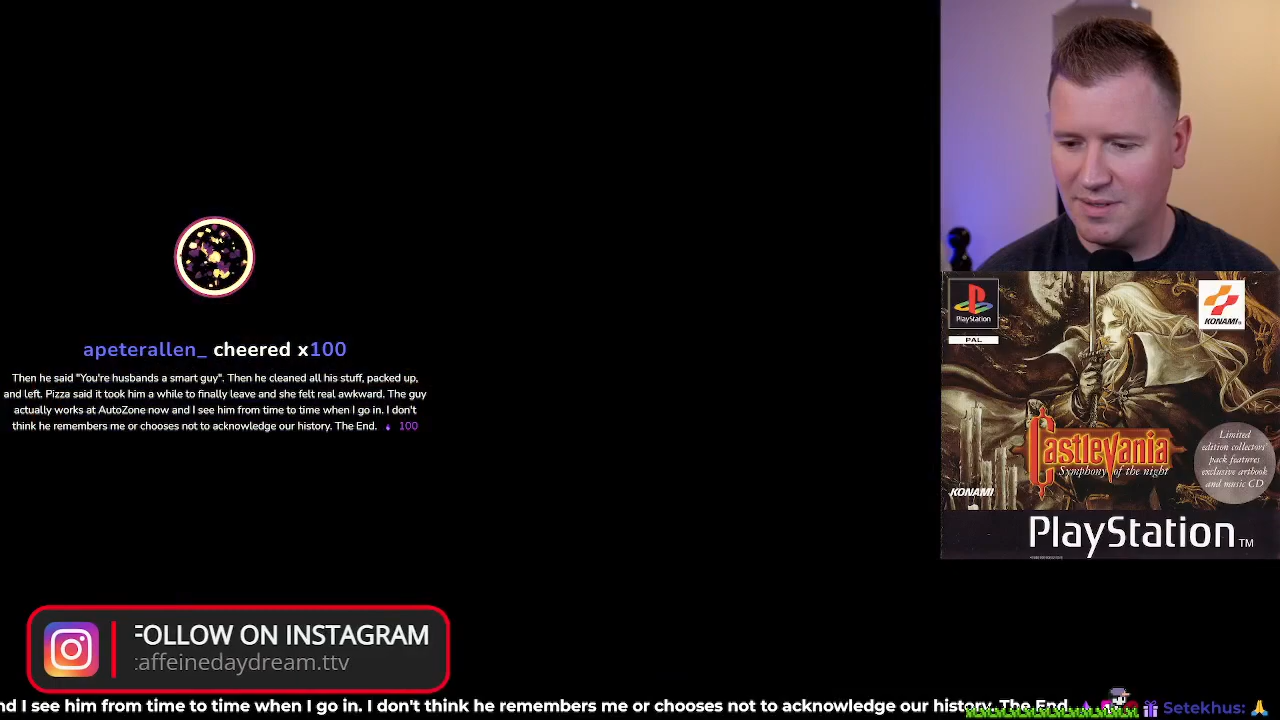 apeterallen_ cheered x100
Then he said "You're husbands a smart guy". Then he cleaned all his stuff, packed up,
and left. Pizza said it took him a while to finally leave and she felt real awkward. The guy
actually works at AutoZone now and I see him from time to time when I go in. I don't
think he remembers me or chooses not to acknowledge our history. The End. 100
PlayStation
PAL
KONAMI
Castlevania
Symphony of the night
Limited
edition collectors'
pack features
exclusive artbook
and music CD
KONAMI
PlayStation TM
FOLLOW ON INSTAGRAM
affeinedaydream.ttv
nd I see him from time to time when I go in. I don't think he remembers me or chooses not to acknowledge our history. The End. Setekhus: